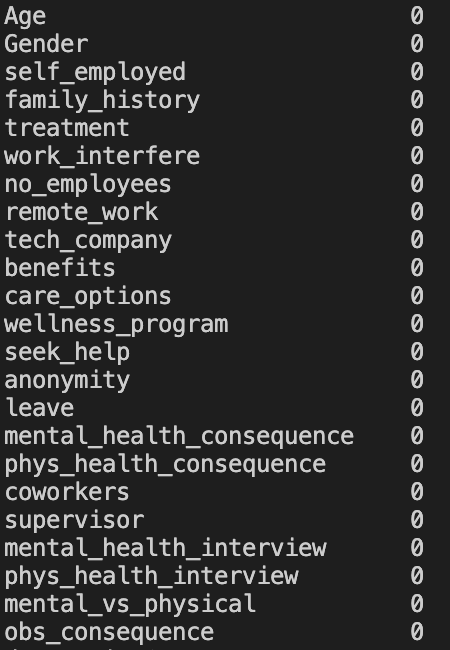 Age 0
Gender 0
self_employed 0
family_history 0
treatment 0
work_interfere 0
no_employees 0
remote_work 0
tech_company 0
benefits 0
care_options 0
wellness_program 0
seek_help 0
anonymity 0
leave 0
mental_health_consequence 0
phys_health_consequence 0
coworkers 0
supervisor 0
mental_health_interview 0
phys_health_interview 0
mental_vs_physical 0
obs_consequence 0